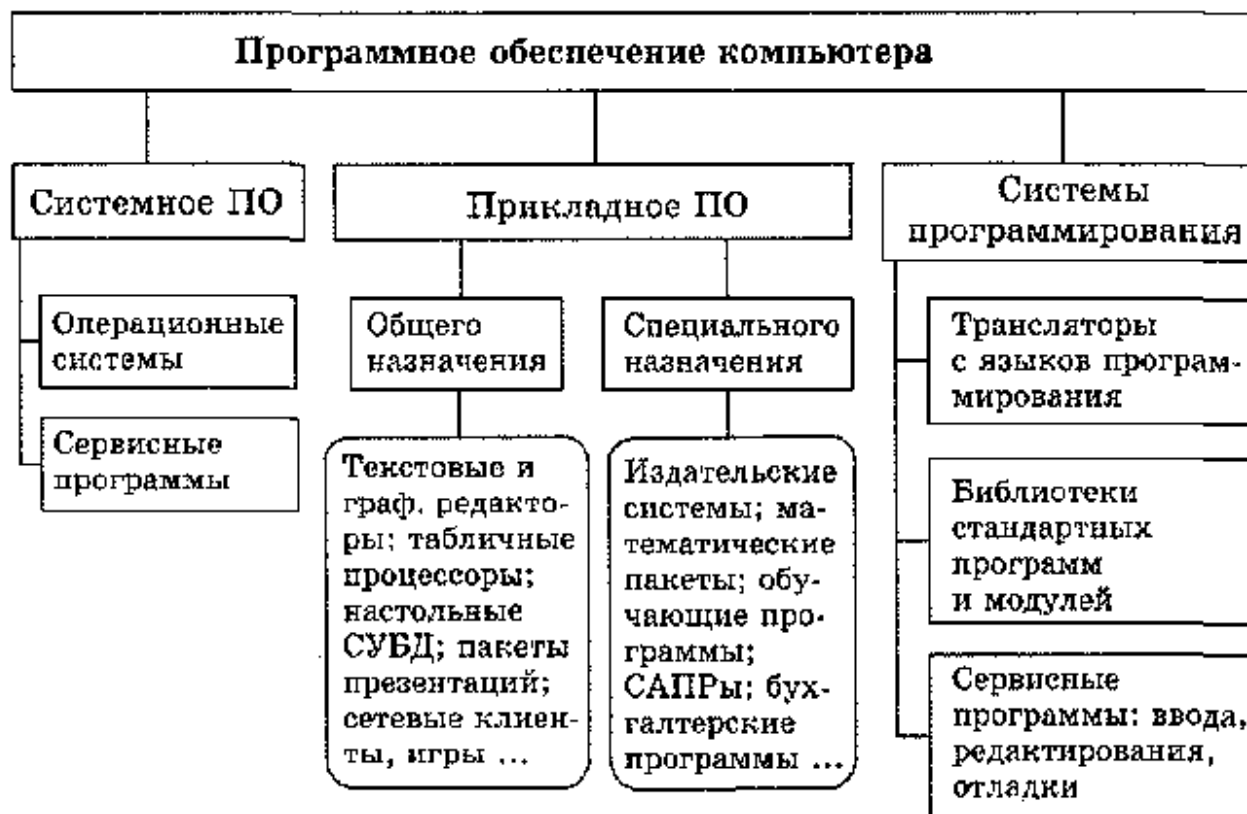 Программное обеспечение компьютера
Системное ПО
Операционные
системы
Сервисные
программы
Прикладное ПО
Общего
назначения
Текстовые и
граф. редакто-
ры; табличные
процессоры;
настольные
СУБД; пакеты
презентаций;
сетевые клиен-
ты, игры ...
Специального
назначения
Издательские
системы; ма-
тематические
пакеты; обу-
чающие про-
граммы;
САПРы; бух-
галтерские
программы ...
Системы
программирования
Трансляторы
с языков програм-
мирования
Библиотеки
стандартных
программ
и модулей
Сервисные
программы: ввода,
редактирования,
отладки